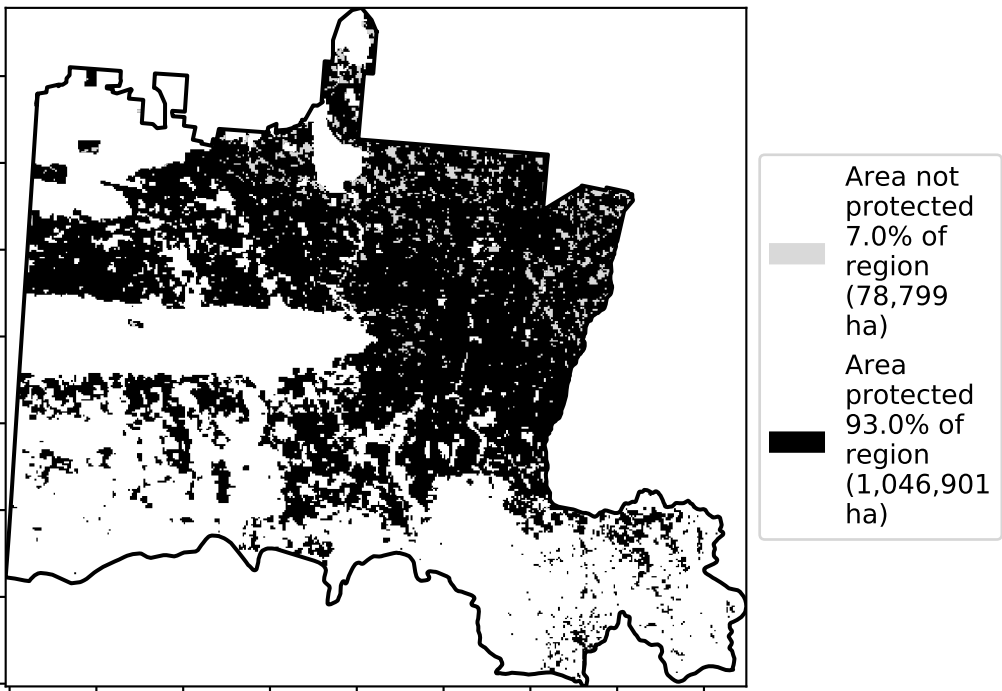 Area not
protected
7.0% of
region
(78,799
ha)
Area
protected
93.0% of
region
(1,046,901
ha)